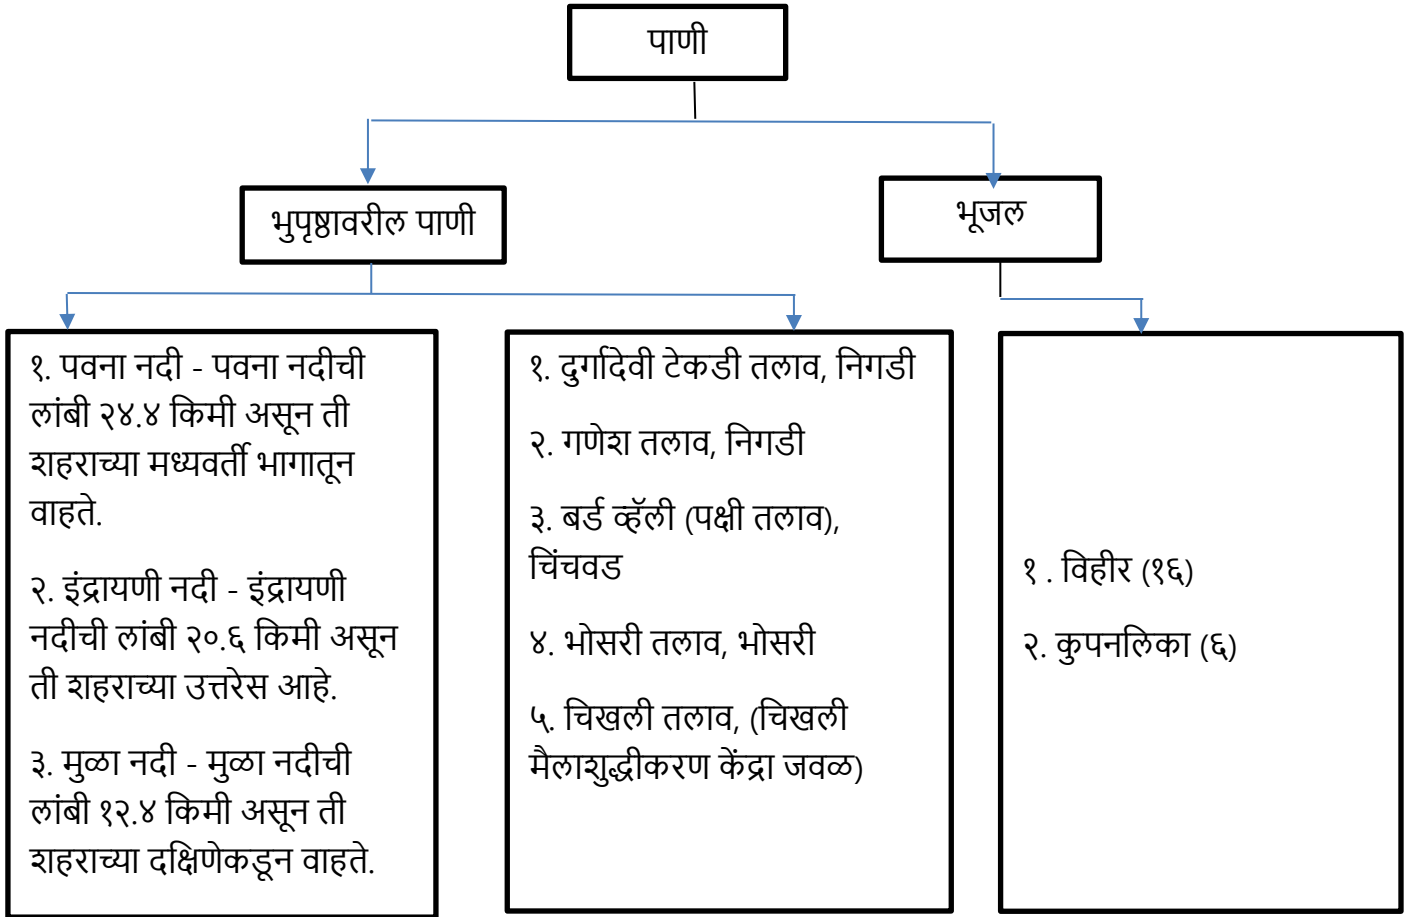 पाणी
भुपृष्ठावरील पाणी
भूजल
१. पवना नदी - पवना नदीची
लांबी २४.४ किमी असून ती
शहराच्या मध्यवर्ती भागातून
वाहते.
२. इंद्रायणी नदी - इंद्रायणी
नदीची लांबी २०.६ किमी असून
ती शहराच्या उत्तरेस आहे.
३. मुळा नदी - मुळा नदीची
लांबी १२.४ किमी असून ती
शहराच्या दक्षिणेकडून वाहते.
१. दुर्गादेवी टेकडी तलाव, निगडी
२. गणेश तलाव, निगडी
३. बर्ड व्हॅली (पक्षी तलाव),
चिंचवड
४. भोसरी तलाव, भोसरी
५. चिखली तलाव, (चिखली
मैलाशुद्धीकरण केंद्रा जवळ)
१ . विहीर (१६)
२. कुपनलिका (६)